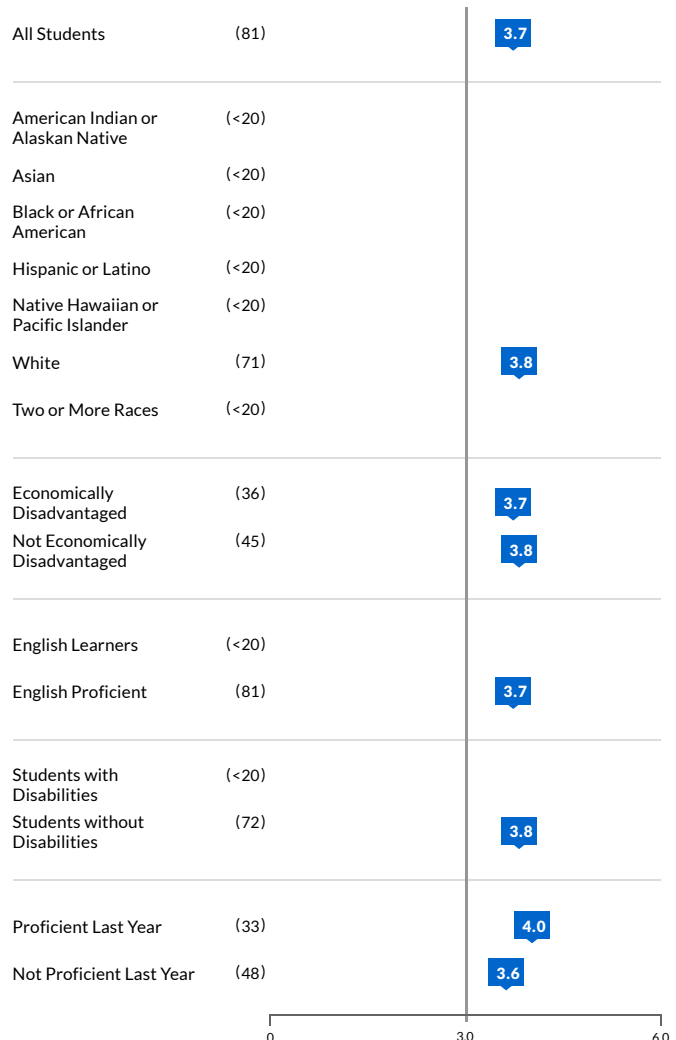 All Students (81) 3.7
American Indian or (<20)
Alaskan Native
Asian (<20)
Black or African (<20)
American
Hispanic or Latino (<20)
Native Hawaiian or (<20)
Pacific Islander
White (71) 3.8
Two or More Races (<20)
Economically (36) 3.7
Disadvantaged
Not Economically (45) 3.8
Disadvantaged
English Learners (<20)
English Proficient (81) 3.7
Students with (<20)
Disabilities
Students without (72) 3.8
Disabilities
Proficient Last Year (33) 4.0
Not Proficient Last Year (48) 3.6
0 3.0 6.0